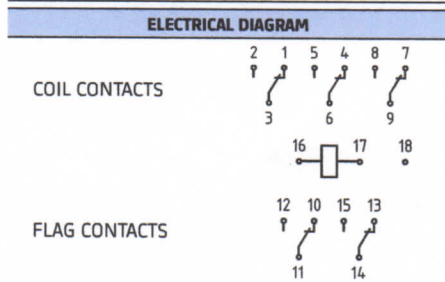 ELECTRICAL DIAGRAM
2 1 5 4 8 7
COIL CONTACTS
3 6 9
16 17 18
12 10 15 13
FLAG CONTACTS
11 14